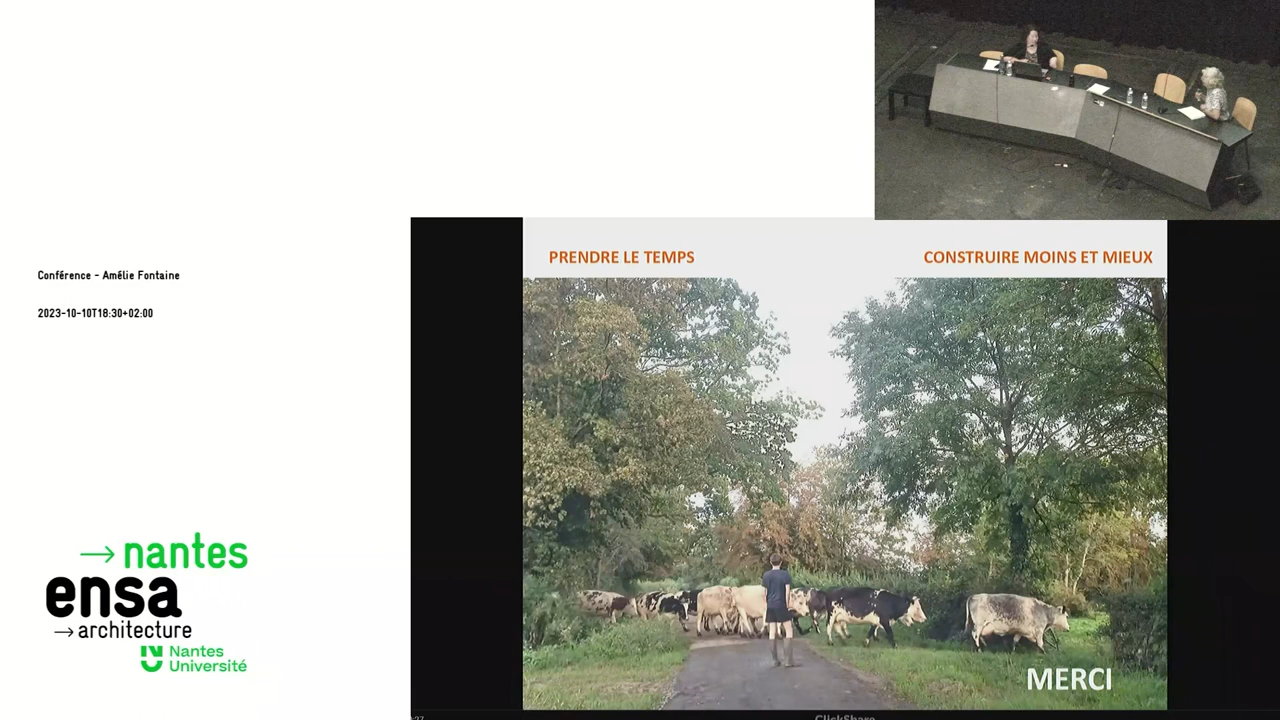 Conférence - Amélie Fontaine
2023-10-10T18:30+02:00
→ nantes
ensa
→ architecture
Nantes
Université
PRENDRE LE TEMPS
CONSTRUIRE MOINS ET MIEUX
MERCI
ClickShare